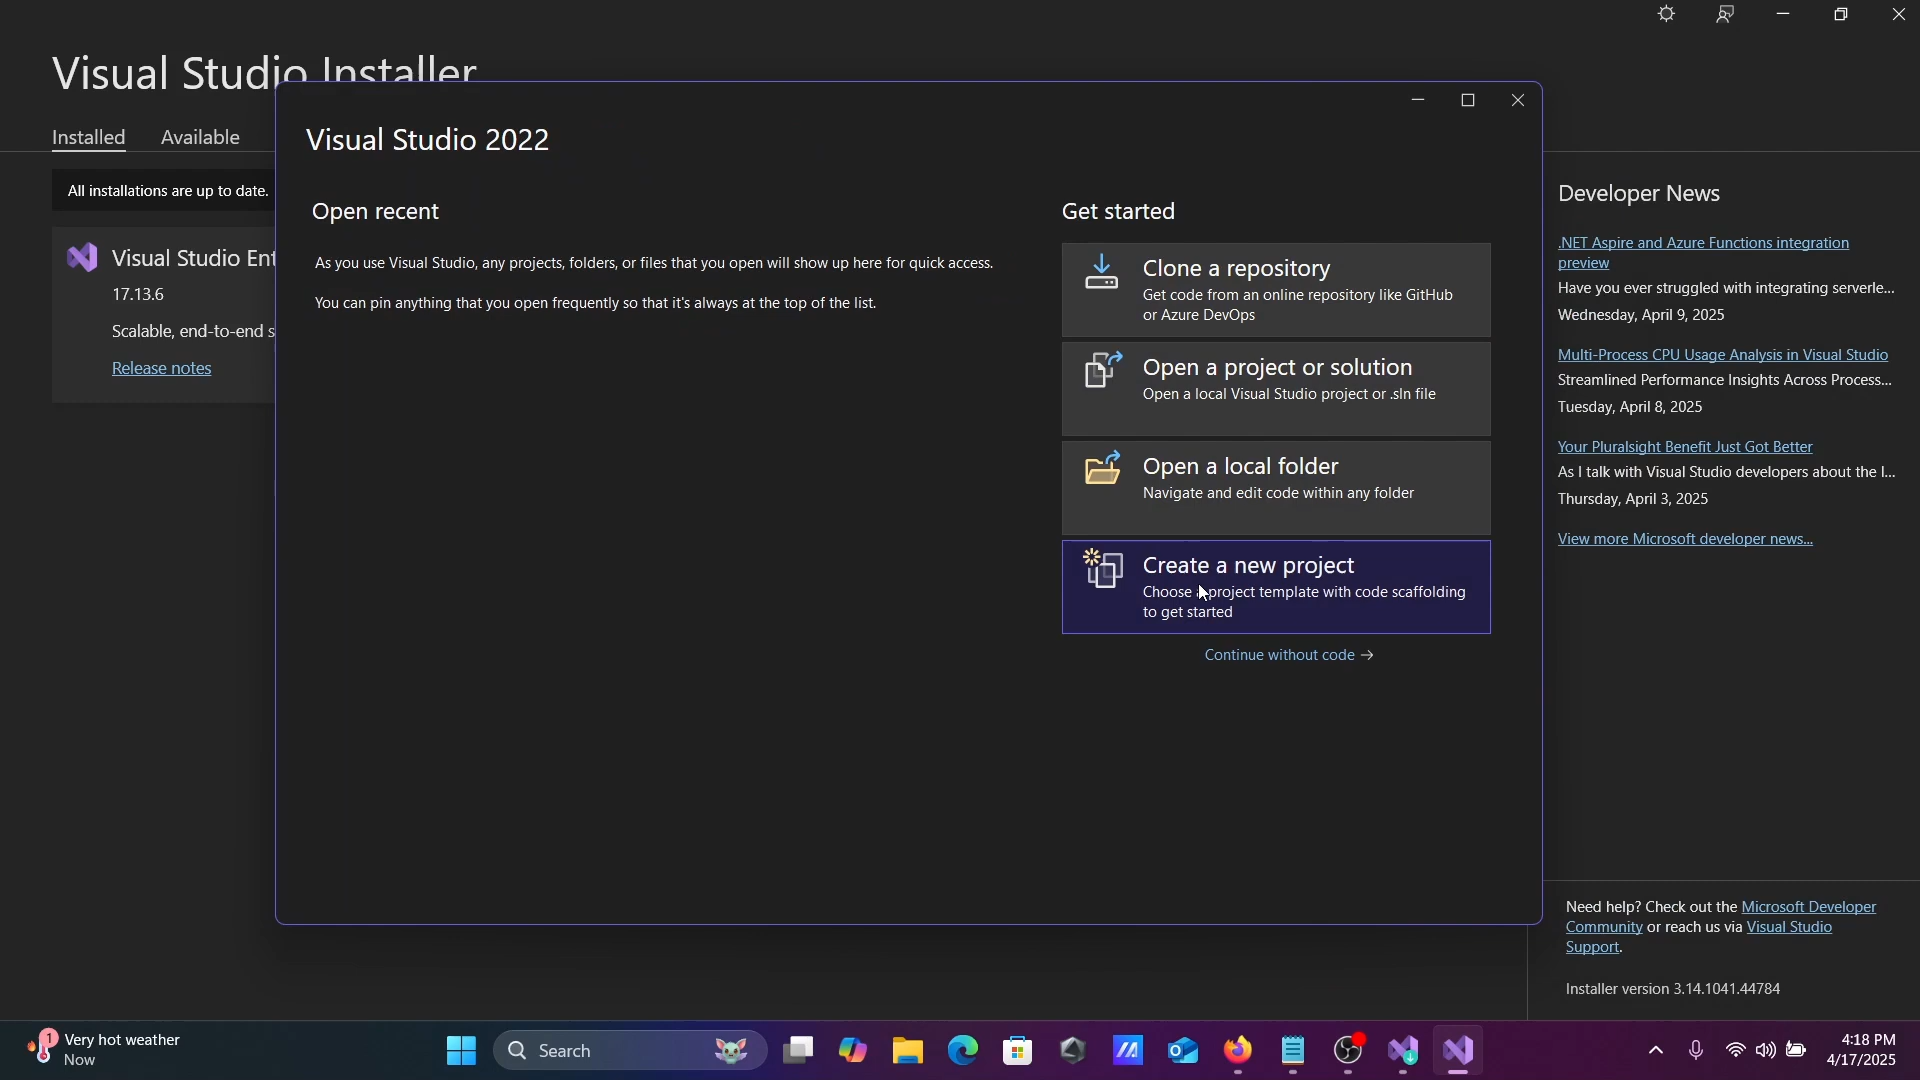 Visual Studio Installer
Installed
Available
All installations are up to date.
Visual Studio Ent
17.13.6
Scalable, end-to-end s
Release notes
Visual Studio 2022
Open recent
As you use Visual Studio, any projects, folders, or files that you open will show up here for quick access.
You can pin anything that you open frequently so that it's always at the top of the list.
Get started
Clone a repository
Get code from an online repository like GitHub
or Azure DevOps
Open a project or solution
Open a local Visual Studio project or .sln file
Open a local folder
Navigate and edit code within any folder
Create a new project
Choose a project template with code scaffolding
to get started
Continue without code →
Developer News
.NET Aspire and Azure Functions integration
preview
Have you ever struggled with integrating serverle...
Wednesday, April 9, 2025
Multi-Process CPU Usage Analysis in Visual Studio
Streamlined Performance Insights Across Process...
Tuesday, April 8, 2025
Your Pluralsight Benefit Just Got Better
As I talk with Visual Studio developers about the l...
Thursday, April 3, 2025
View more Microsoft developer news...
Need help? Check out the Microsoft Developer
Community or reach us via Visual Studio
Support.
Installer version 3.14.1041.44784
1
Very hot weather
Now
Search
4:18 PM
4/17/2025